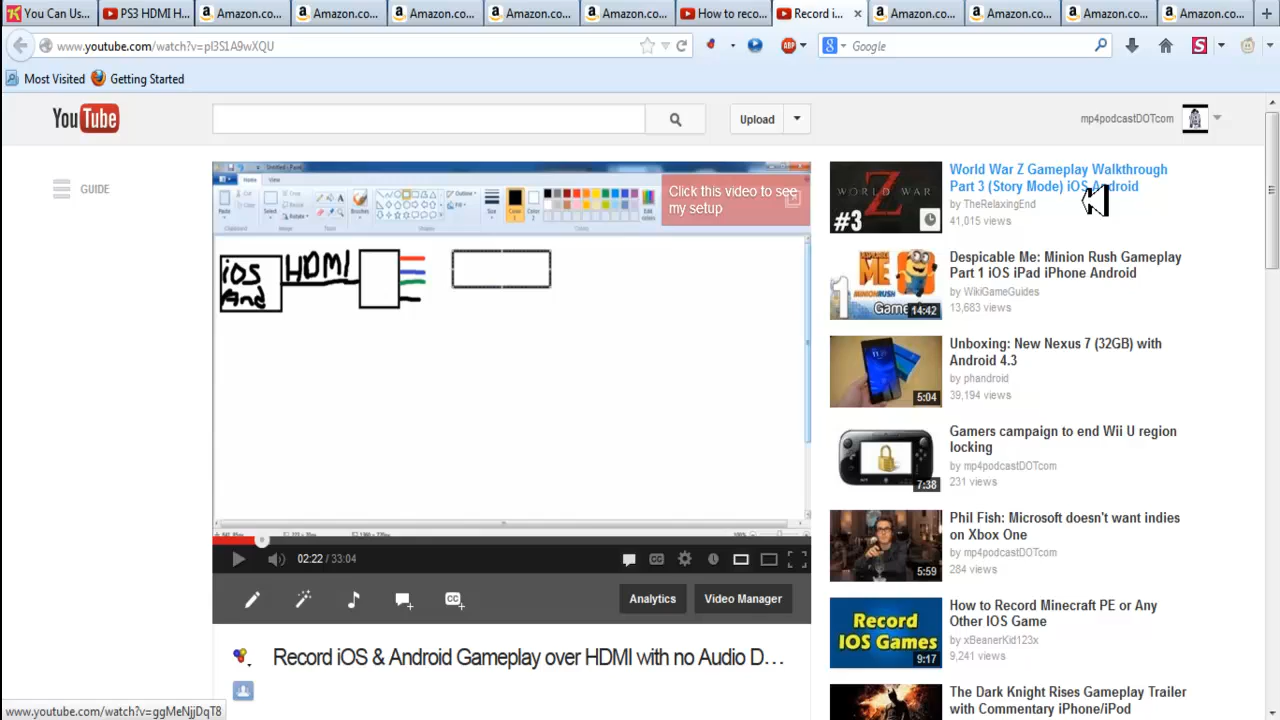 You Can Us...
PS3 HDMI H...
Amazon.co...
Amazon.co...
Amazon.co...
Amazon.co...
Amazon.co...
How to reco...
Record i...
Amazon.co...
Amazon.co...
Amazon.co...
Amazon.co...
www.youtube.com/watch?v=pI3S1A9wXQU
ABP
Google
Most Visited
Getting Started
YouTube
Upload
mp4podcastDOTcom
GUIDE
Click this video to see my setup
iOS
And
HDMI
02:22 / 33:04
Analytics
Video Manager
Record iOS & Android Gameplay over HDMI with no Audio D...
WORLD WAR
Z
#3
World War Z Gameplay Walkthrough
Part 3 (Story Mode) iOS Android
by TheRelaxingEnd
41,015 views
14:42
Despicable Me: Minion Rush Gameplay
Part 1 iOS iPad iPhone Android
by WikiGameGuides
13,683 views
5:04
Unboxing: New Nexus 7 (32GB) with
Android 4.3
by phandroid
39,194 views
7:38
Gamers campaign to end Wii U region
locking
by mp4podcastDOTcom
231 views
5:59
Phil Fish: Microsoft doesn't want indies
on Xbox One
by mp4podcastDOTcom
284 views
Record
IOS Games
9:17
How to Record Minecraft PE or Any
Other IOS Game
by xBeanerKid123x
9,241 views
The Dark Knight Rises Gameplay Trailer
with Commentary iPhone/iPod
www.youtube.com/watch?v=ggMeNjjDqT8